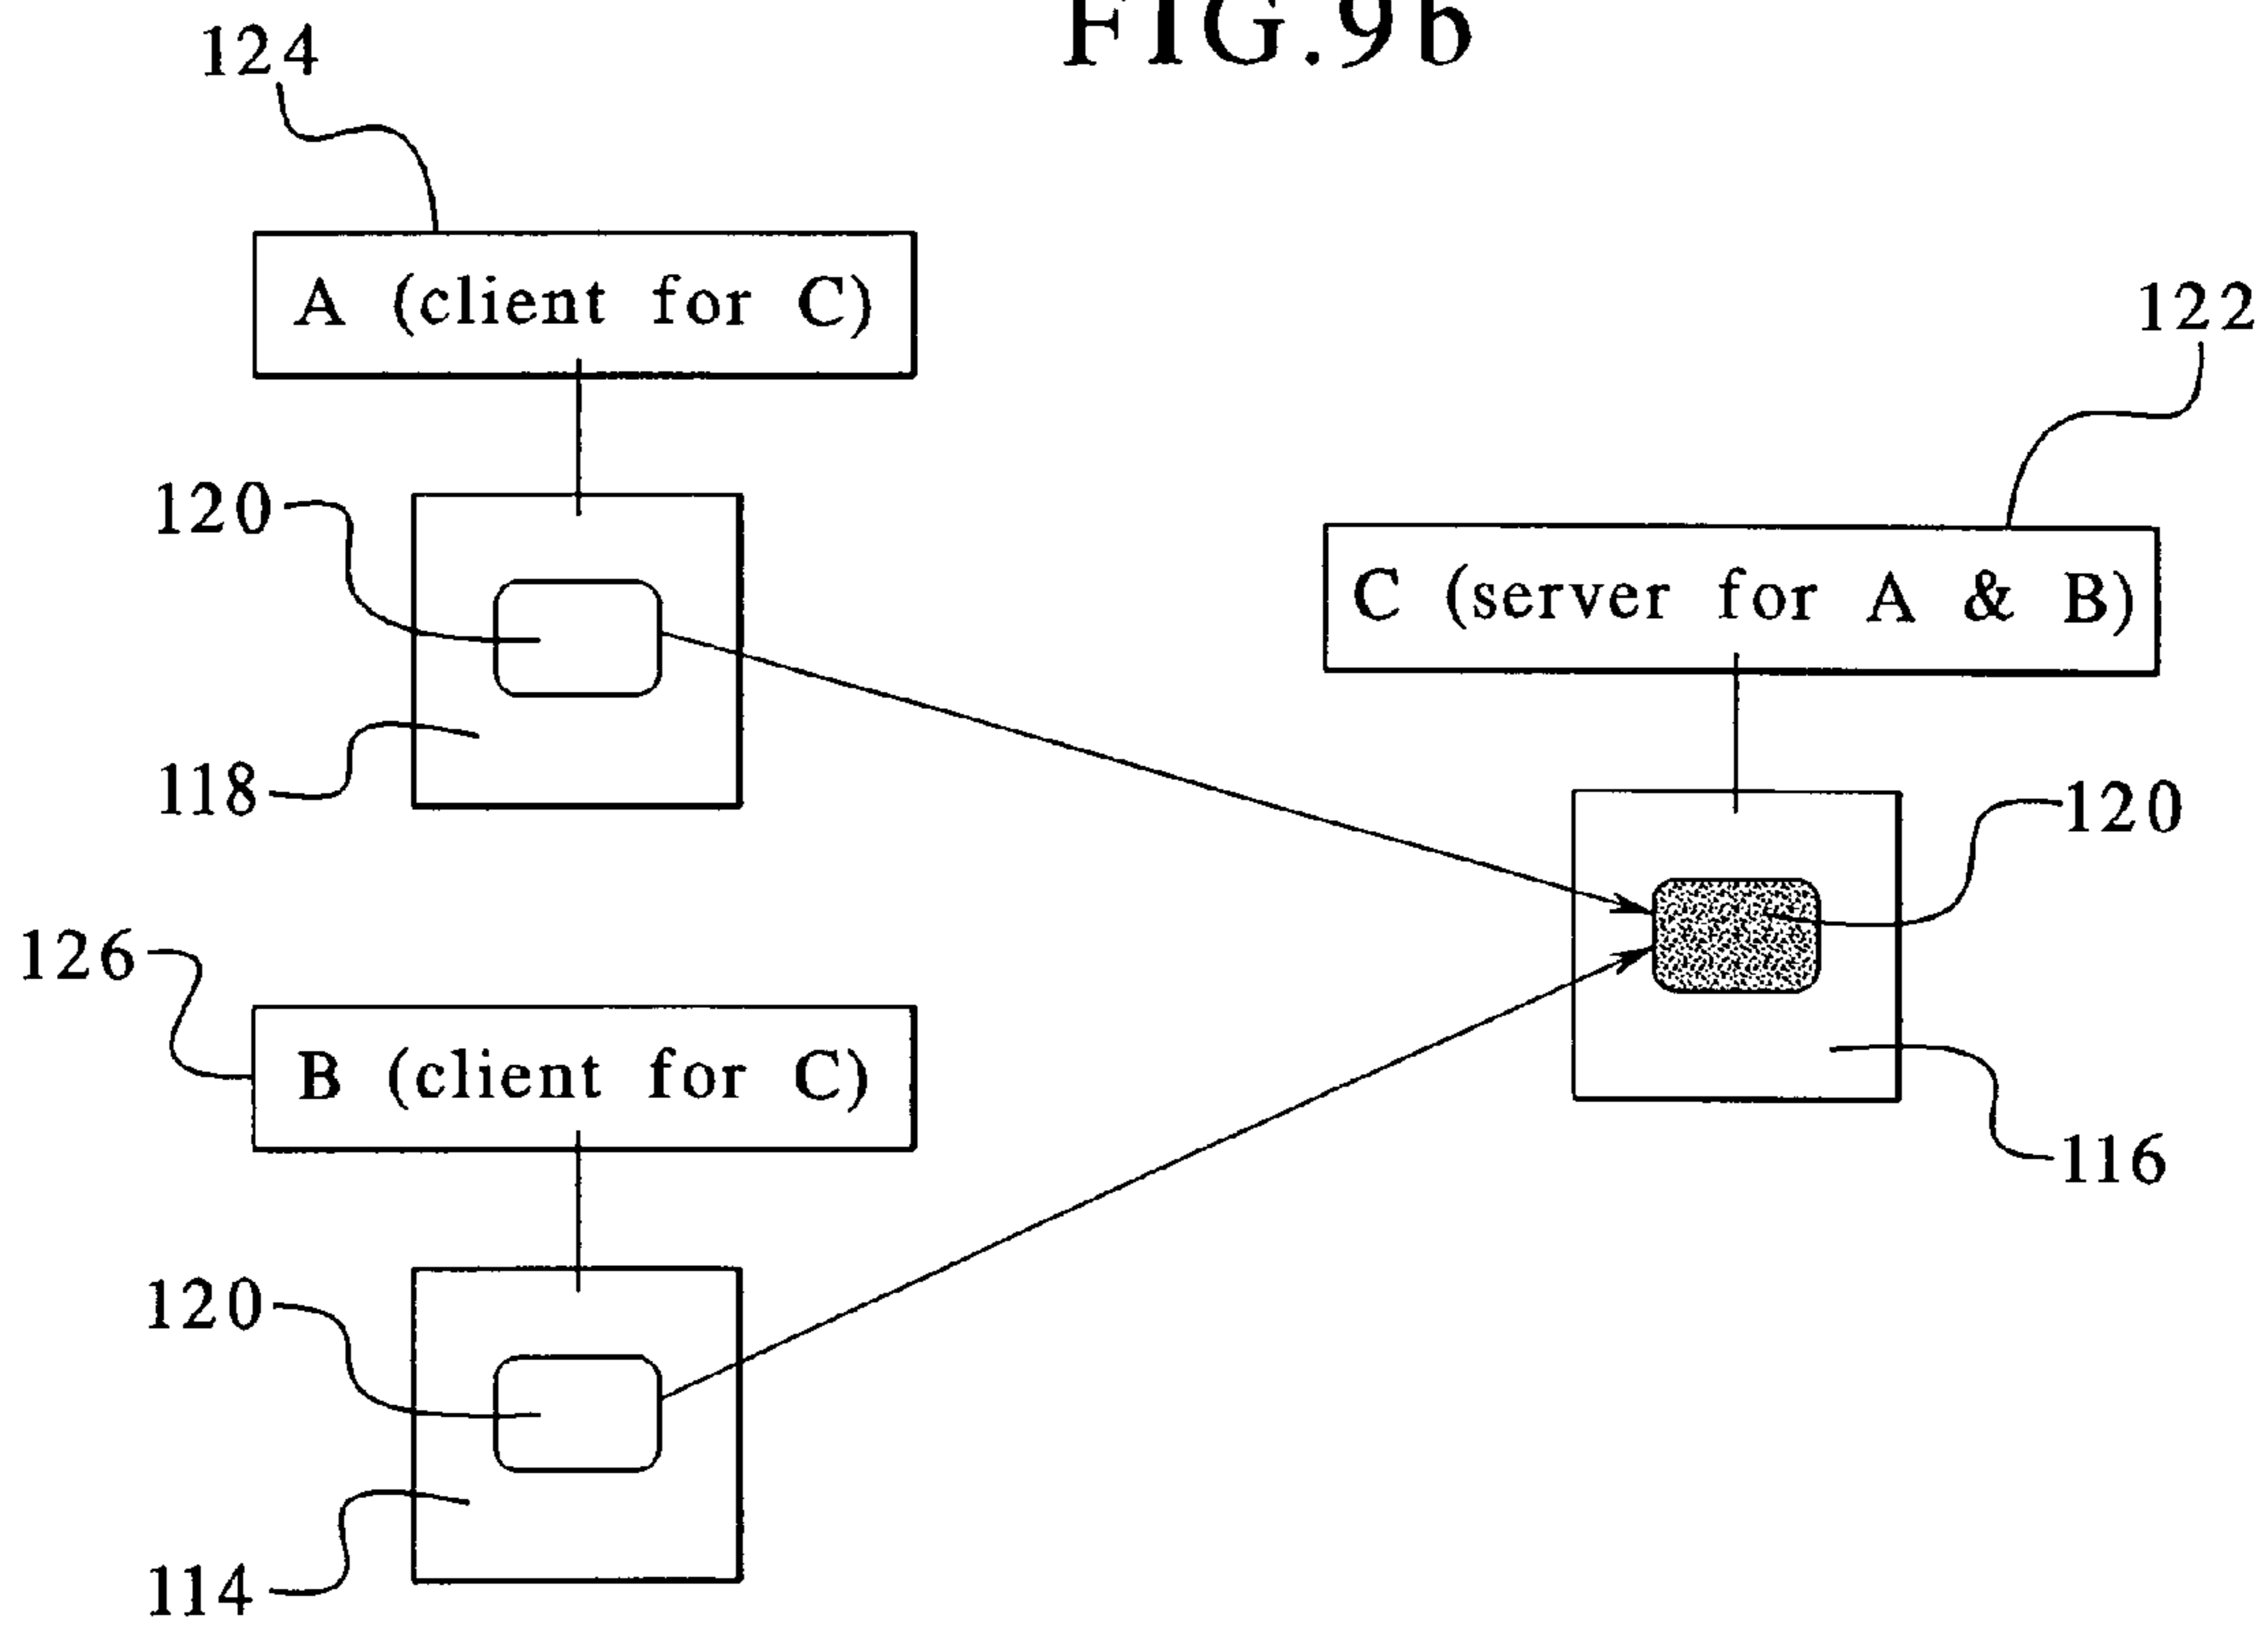 FIG.9b
124
A (client for C)
122
120
C (server for A & B)
118
120
126
B (client for C)
116
120
114